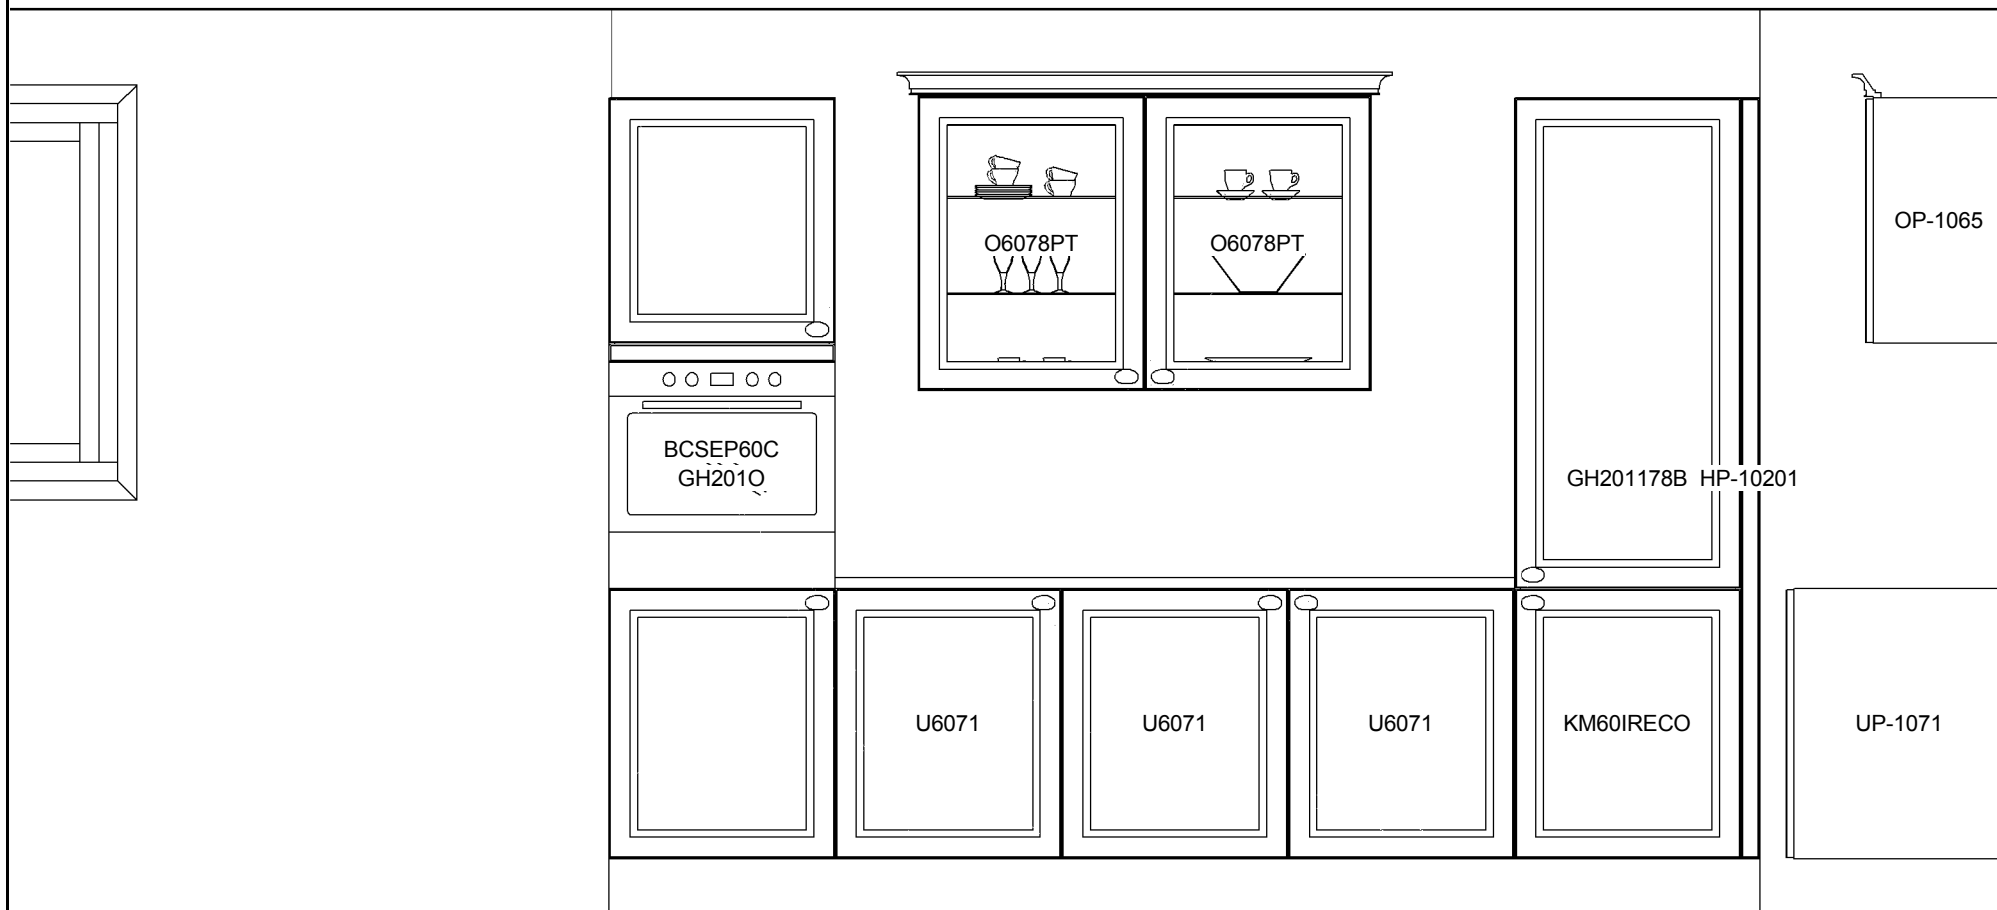 OP-1065
O6078PT
O6078PT
BCSEP60C
GH201O
GH201178B
HP-10201
U6071
U6071
U6071
KM60IRECO
UP-1071